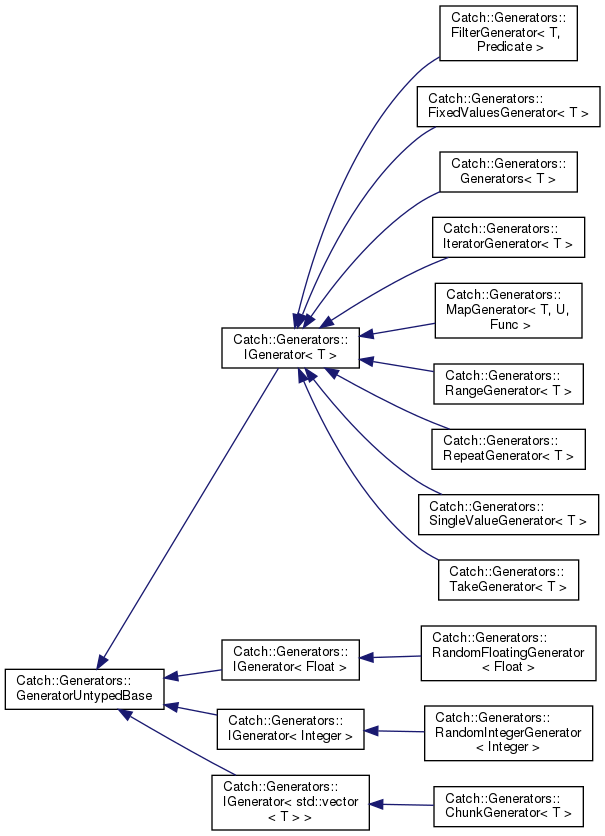 Catch::Generators::
FilterGenerator< T,
Predicate >
Catch::Generators::
FixedValuesGenerator< T >
Catch::Generators::
Generators< T >
Catch::Generators::
IteratorGenerator< T >
Catch::Generators::
MapGenerator< T, U,
Func >
Catch::Generators::
IGenerator< T >
Catch::Generators::
RangeGenerator< T >
Catch::Generators::
RepeatGenerator< T >
Catch::Generators::
SingleValueGenerator< T >
Catch::Generators::
TakeGenerator< T >
Catch::Generators::
GeneratorUntypedBase
Catch::Generators::
IGenerator< Float >
Catch::Generators::
RandomFloatingGenerator
< Float >
Catch::Generators::
IGenerator< Integer >
Catch::Generators::
RandomIntegerGenerator
< Integer >
Catch::Generators::
IGenerator< std::vector
< T > >
Catch::Generators::
ChunkGenerator< T >